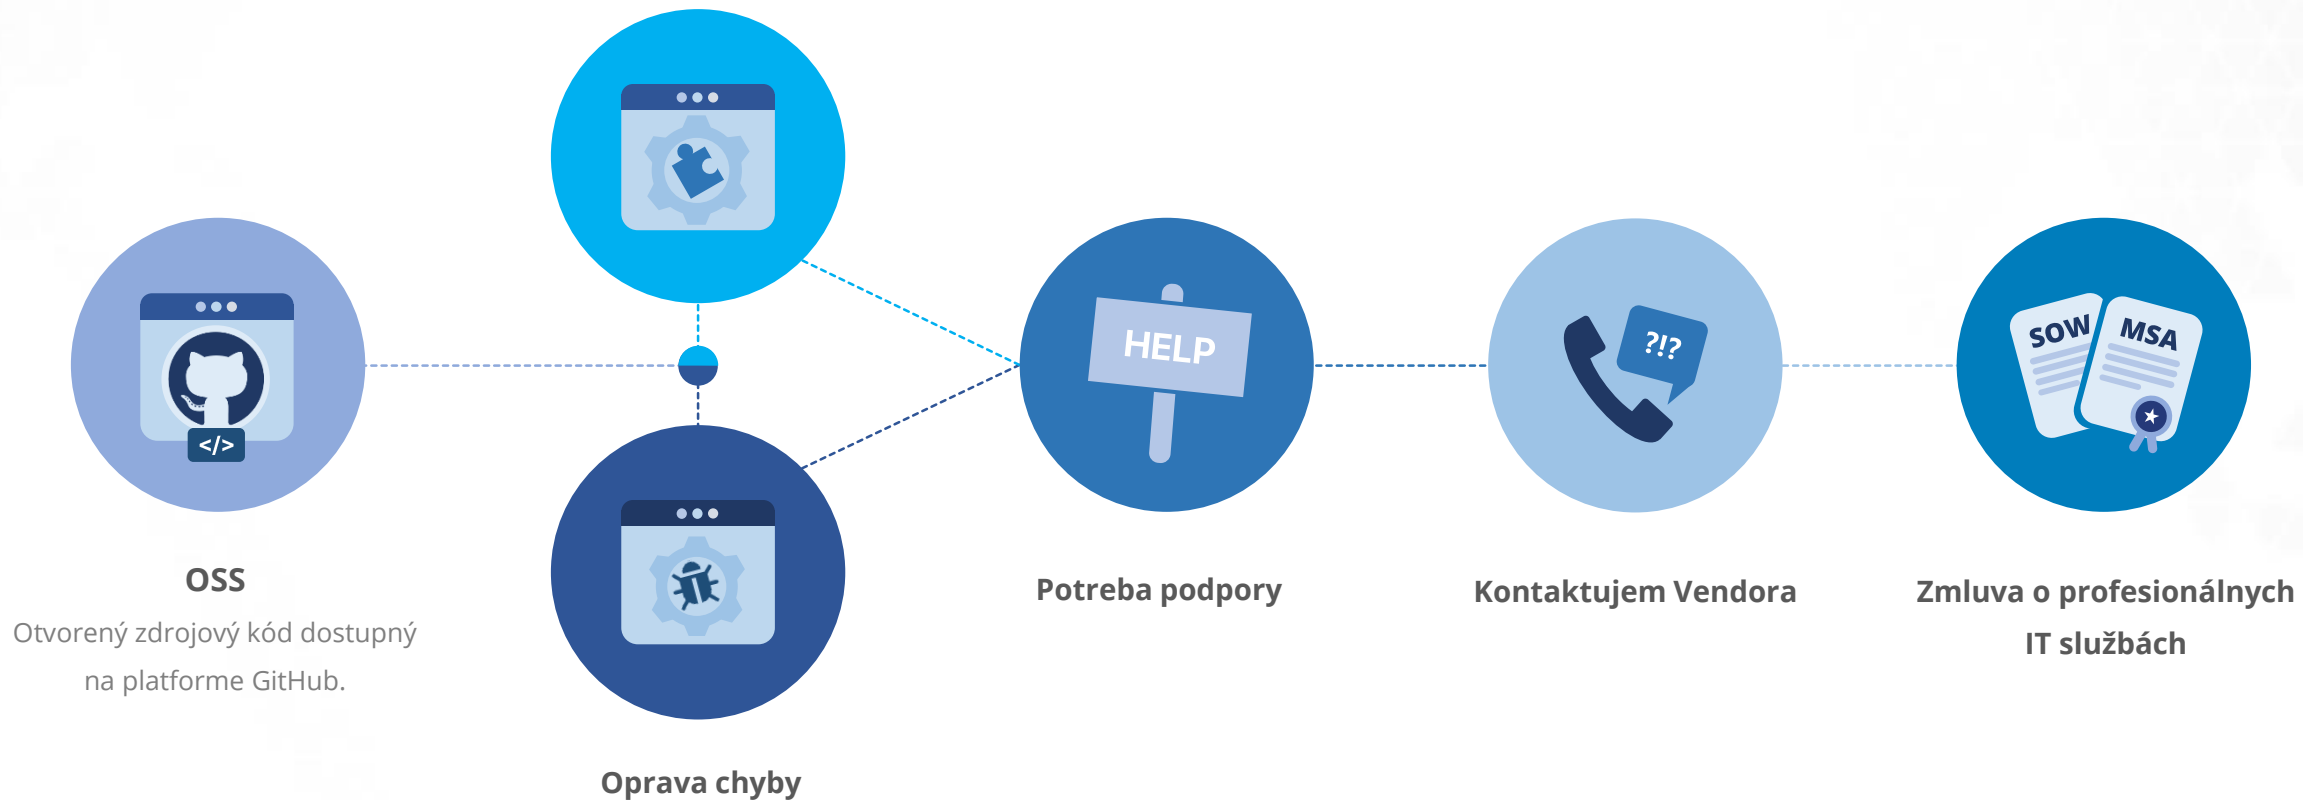 </>
OSS
Otvorený zdrojový kód dostupný
na platforme GitHub.
Oprava chyby
HELP
Potreba podpory
?!?
Kontaktujem Vendora
SOW
MSA
Zmluva o profesionálnych
IT službách